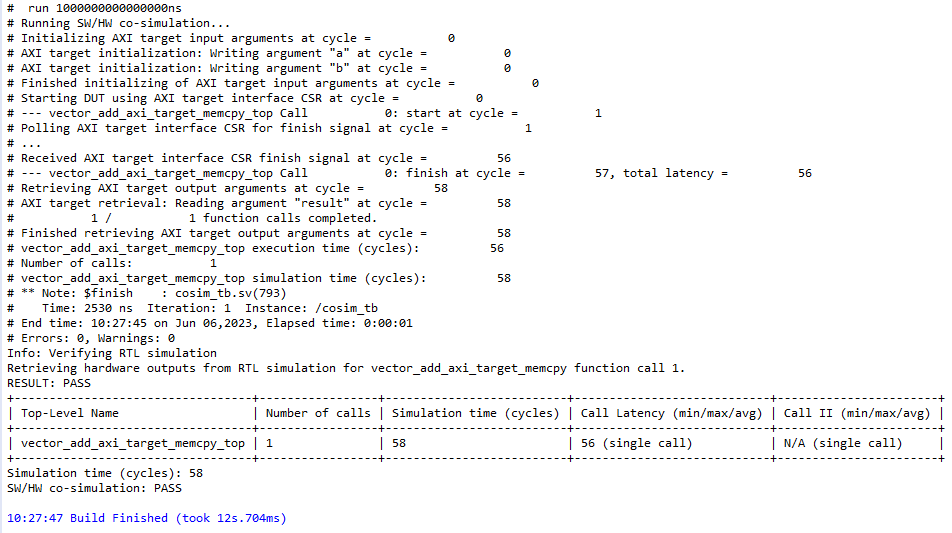 #  run 1000000000000000ns
# Running SW/HW co-simulation...
# Initializing AXI target input arguments at cycle =           0
# AXI target initialization: Writing argument "a" at cycle =           0
# AXI target initialization: Writing argument "b" at cycle =           0
# Finished initializing of AXI target input arguments at cycle =           0
# Starting DUT using AXI target interface CSR at cycle =           0
# --- vector_add_axi_target_memcpy_top Call           0: start at cycle =           1
# Polling AXI target interface CSR for finish signal at cycle =           1
# ...
# Received AXI target interface CSR finish signal at cycle =          56
# --- vector_add_axi_target_memcpy_top Call           0: finish at cycle =          57, total latency =          56
# Retrieving AXI target output arguments at cycle =          58
# AXI target retrieval: Reading argument "result" at cycle =          58
#           1 /           1 function calls completed.
# Finished retrieving AXI target output arguments at cycle =          58
# vector_add_axi_target_memcpy_top execution time (cycles):          56
# Number of calls:           1
# vector_add_axi_target_memcpy_top simulation time (cycles):          58
# ** Note: $finish    : cosim_tb.sv(793)
#    Time: 2530 ns  Iteration: 1  Instance: /cosim_tb
# End time: 10:27:45 on Jun 06,2023, Elapsed time: 0:00:01
# Errors: 0, Warnings: 0
Info: Verifying RTL simulation
Retrieving hardware outputs from RTL simulation for vector_add_axi_target_memcpy function call 1.
RESULT: PASS
+----------------------------------+-----------------+--------------------------+----------------------------+-----------------------+
| Top-Level Name                   | Number of calls | Simulation time (cycles) | Call Latency (min/max/avg) | Call II (min/max/avg) |
+----------------------------------+-----------------+--------------------------+----------------------------+-----------------------+
| vector_add_axi_target_memcpy_top | 1               | 58                       | 56 (single call)           | N/A (single call)     |
+----------------------------------+-----------------+--------------------------+----------------------------+-----------------------+
Simulation time (cycles): 58
SW/HW co-simulation: PASS
10:27:47 Build Finished (took 12s.704ms)